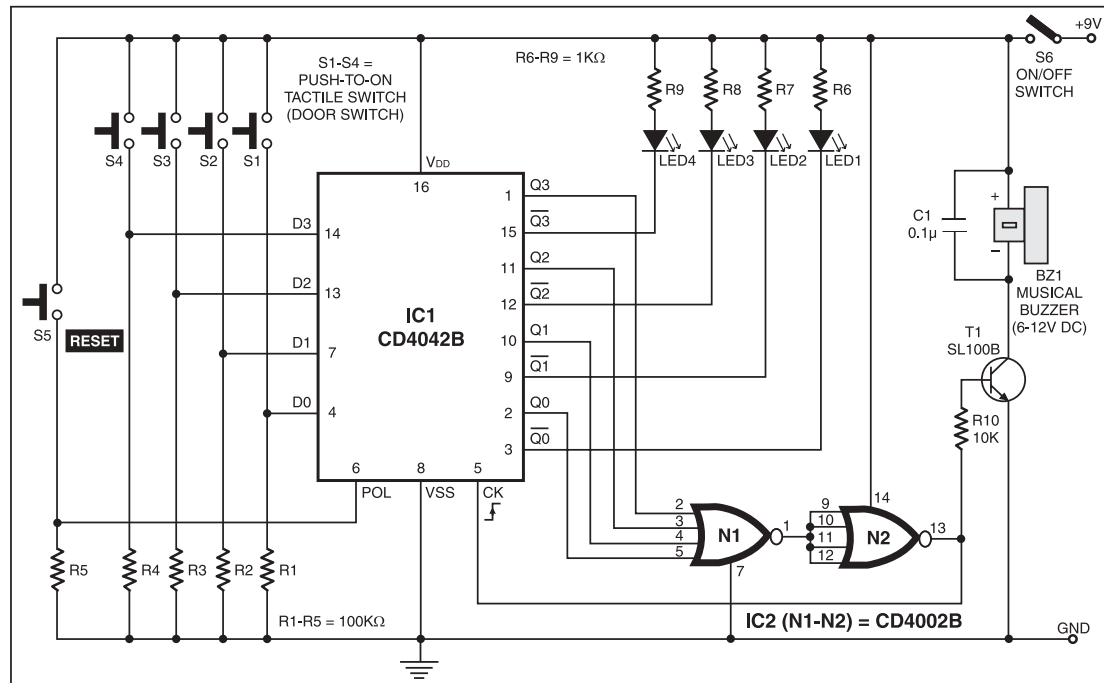 +9V
S6
ON/OFF
SWITCH
R6-R9 = 1KΩ
S1-S4 =
PUSH-TO-ON
TACTILE SWITCH
(DOOR SWITCH)
R9
R8
R7
R6
S4
S3
S2
S1
LED4
LED3
LED2
LED1
VDD
16
D3
14
D2
13
D1
7
D0
4
IC1
CD4042B
1
Q3
15
Q3
11
Q2
12
Q2
10
Q1
9
Q1
2
Q0
3
Q0
6
8
5
POL
VSS
CK
S5
RESET
C1
0.1µ
+
–
BZ1
MUSICAL
BUZZER
(6-12V DC)
T1
SL100B
R10
10K
2
3
4
5
N1
1
7
9
10
11
12
N2
14
13
R5
R4
R3
R2
R1
R1-R5 = 100KΩ
IC2 (N1-N2) = CD4002B
GND